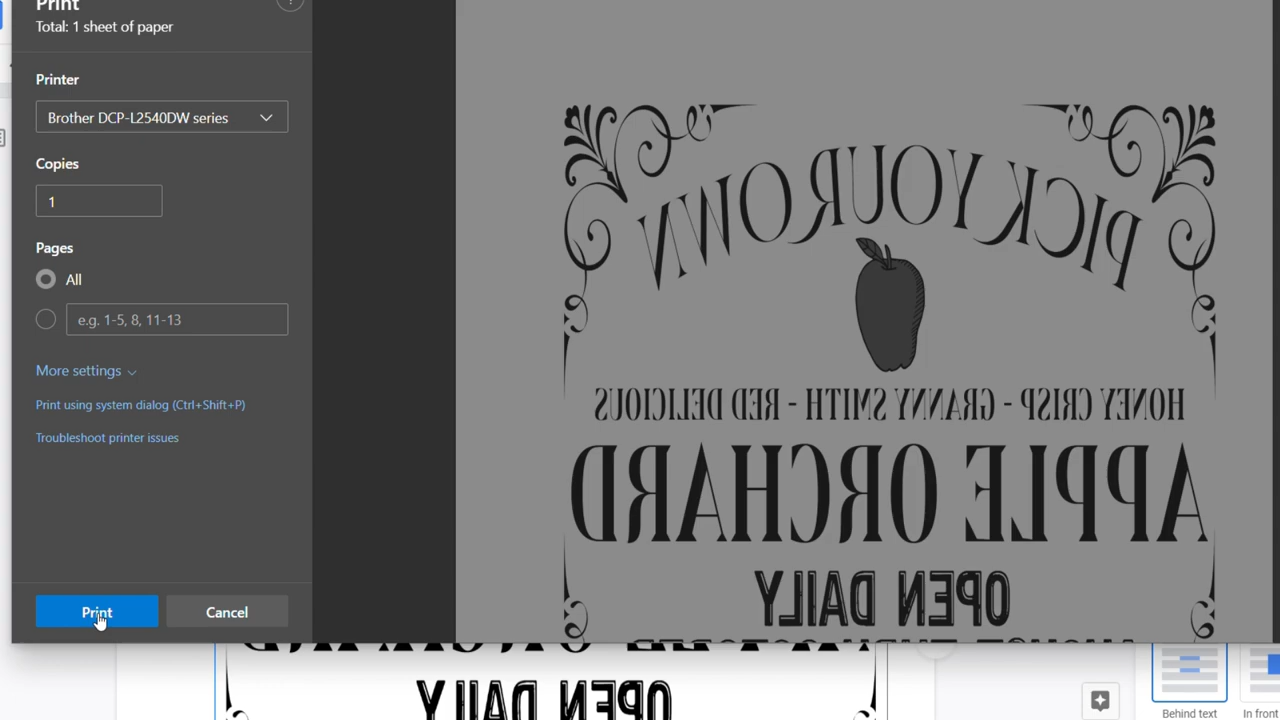 Print
Total: 1 sheet of paper
Printer
Brother DCP-L2540DW series
Copies
1
Pages
All
e.g. 1-5, 8, 11-13
More settings
Print using system dialog (Ctrl+Shift+P)
Troubleshoot printer issues
Print
Cancel
PICK YOUR OWN
HONEY CRISP - GRANNY SMITH - RED DELICIOUS
APPLE ORCHARD
OPEN DAILY
OPEN DAILY
Behind text
In front